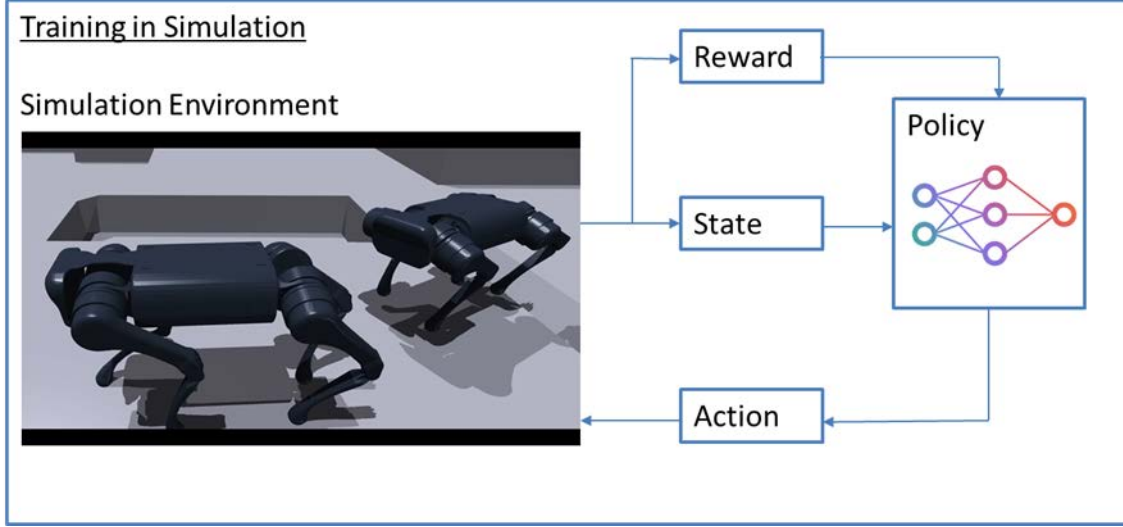 Training in Simulation
Simulation Environment
Reward
Policy
State
Action